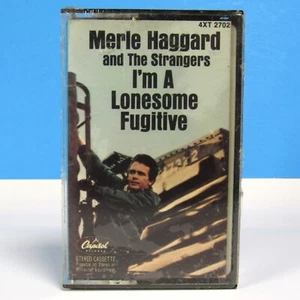 4XT 2702
Merle Haggard
and The Strangers
I'm A
Lonesome
Fugitive
Capitol
STEREO CASSETTE